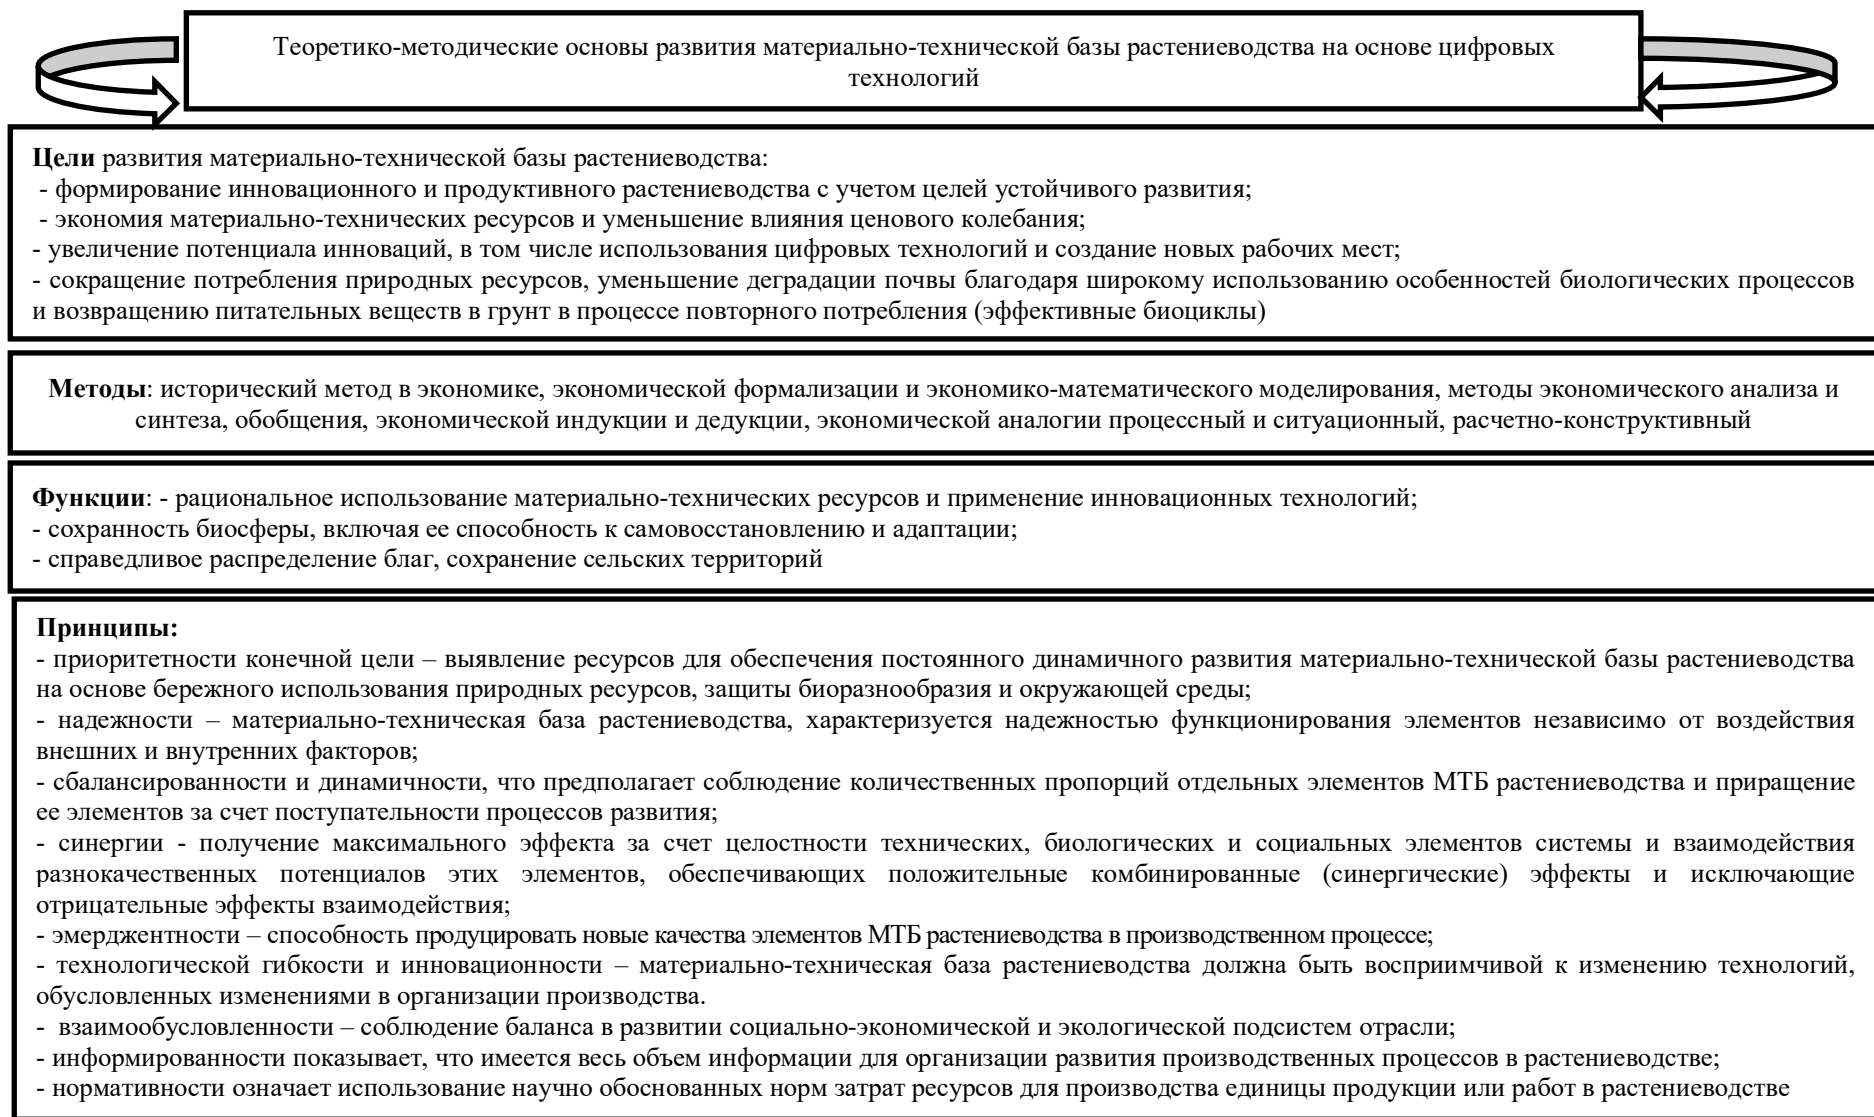 Теоретико-методические основы развития материально-технической базы растениеводства на основе цифровых
технологий
Цели развития материально-технической базы растениеводства:
- формирование инновационного и продуктивного растениеводства с учетом целей устойчивого развития;
- экономия материально-технических ресурсов и уменьшение влияния ценового колебания;
- увеличение потенциала инноваций, в том числе использования цифровых технологий и создание новых рабочих мест;
- сокращение потребления природных ресурсов, уменьшение деградации почвы благодаря широкому использованию особенностей биологических процессов
и возвращению питательных веществ в грунт в процессе повторного потребления (эффективные биоциклы)
Методы: исторический метод в экономике, экономической формализации и экономико-математического моделирования, методы экономического анализа и
синтеза, обобщения, экономической индукции и дедукции, экономической аналогии процессный и ситуационный, расчетно-конструктивный
Функции: - рациональное использование материально-технических ресурсов и применение инновационных технологий;
- сохранность биосферы, включая ее способность к самовосстановлению и адаптации;
- справедливое распределение благ, сохранение сельских территорий
Принципы:
- приоритетности конечной цели – выявление ресурсов для обеспечения постоянного динамичного развития материально-технической базы растениеводства
на основе бережного использования природных ресурсов, защиты биоразнообразия и окружающей среды;
- надежности – материально-техническая база растениеводства, характеризуется надежностью функционирования элементов независимо от воздействия
внешних и внутренних факторов;
- сбалансированности и динамичности, что предполагает соблюдение количественных пропорций отдельных элементов МТБ растениеводства и приращение
ее элементов за счет поступательности процессов развития;
- синергии - получение максимального эффекта за счет целостности технических, биологических и социальных элементов системы и взаимодействия
разнокачественных потенциалов этих элементов, обеспечивающих положительные комбинированные (синергические) эффекты и исключающие
отрицательные эффекты взаимодействия;
- эмерджентности – способность продуцировать новые качества элементов МТБ растениеводства в производственном процессе;
- технологической гибкости и инновационности – материально-техническая база растениеводства должна быть восприимчивой к изменению технологий,
обусловленных изменениями в организации производства.
- взаимообусловленности – соблюдение баланса в развитии социально-экономической и экологической подсистем отрасли;
- информированности показывает, что имеется весь объем информации для организации развития производственных процессов в растениеводстве;
- нормативности означает использование научно обоснованных норм затрат ресурсов для производства единицы продукции или работ в растениеводстве